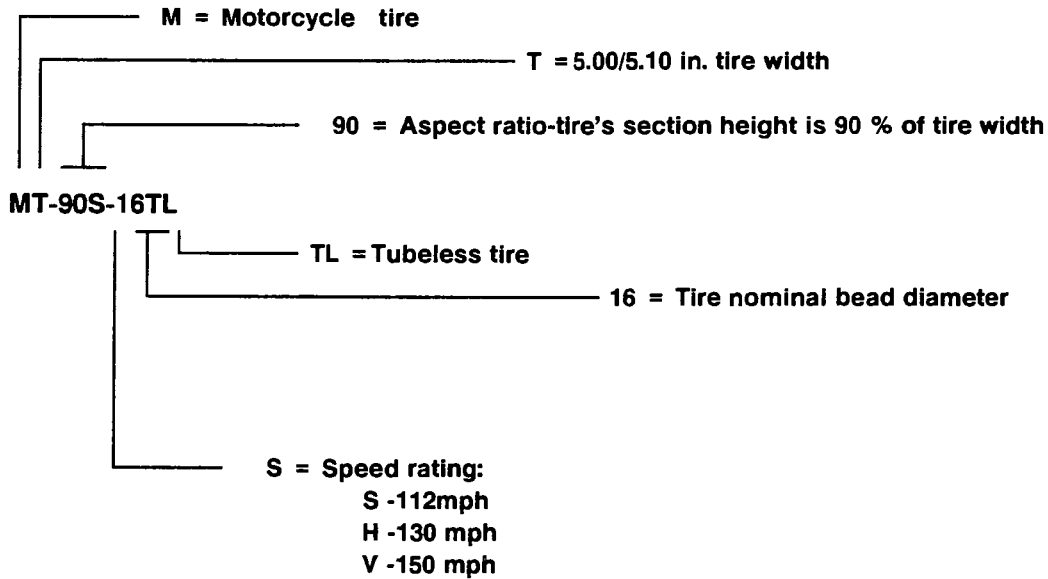 M = Motorcycle tire
T = 5.00/5.10 in. tire width
90 = Aspect ratio-tire's section height is 90 % of tire width
MT-90S-16TL
TL = Tubeless tire
16 = Tire nominal bead diameter
S = Speed rating:
S -112mph
H -130 mph
V -150 mph